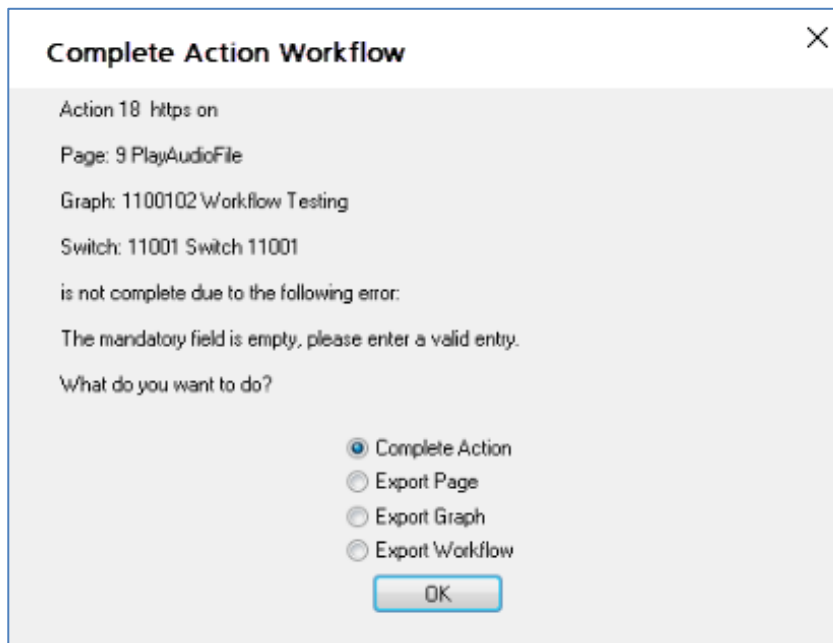 Complete Action Workflow
Action 18 https on
Page: 9 PlayAudioFile
Graph: 1100102 Workflow Testing
Switch: 11001 Switch 11001
is not complete due to the following error:
The mandatory field is empty, please enter a valid entry.
What do you want to do?
Complete Action
Export Page
Export Graph
Export Workflow
OK